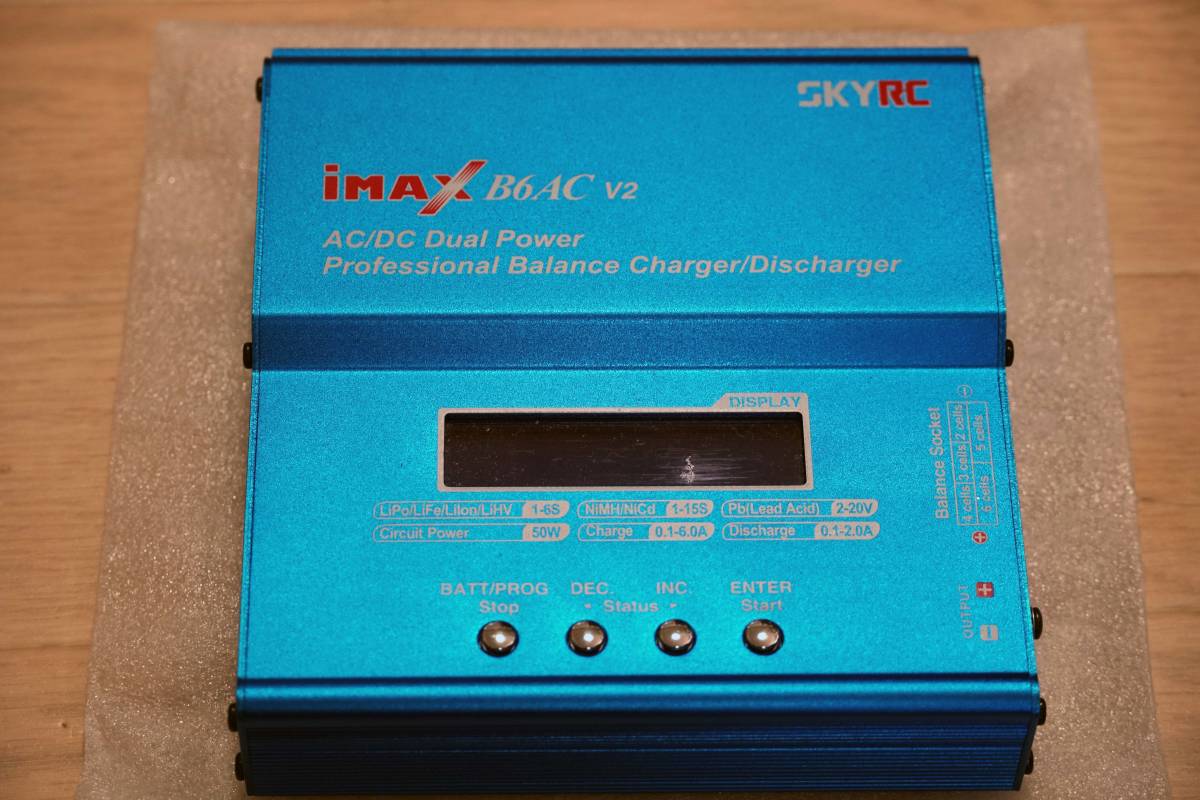 SKYRC
iMAX B6AC V2
AC/DC Dual Power
Professional Balance Charger/Discharger
DISPLAY
LiPo/LiFe/LiIon/LiHV 1-6S NiMH/NiCd 1-15S Pb(Lead Acid) 2-20V
Circuit Power 50W Charge 0.1-6.0A Discharge 0.1-2.0A
BATT/PROG DEC. INC. ENTER
Stop Status Start
Balance Socket
4 cells 3 cells 2 cells
6 cells 5 cells
OUTPUT